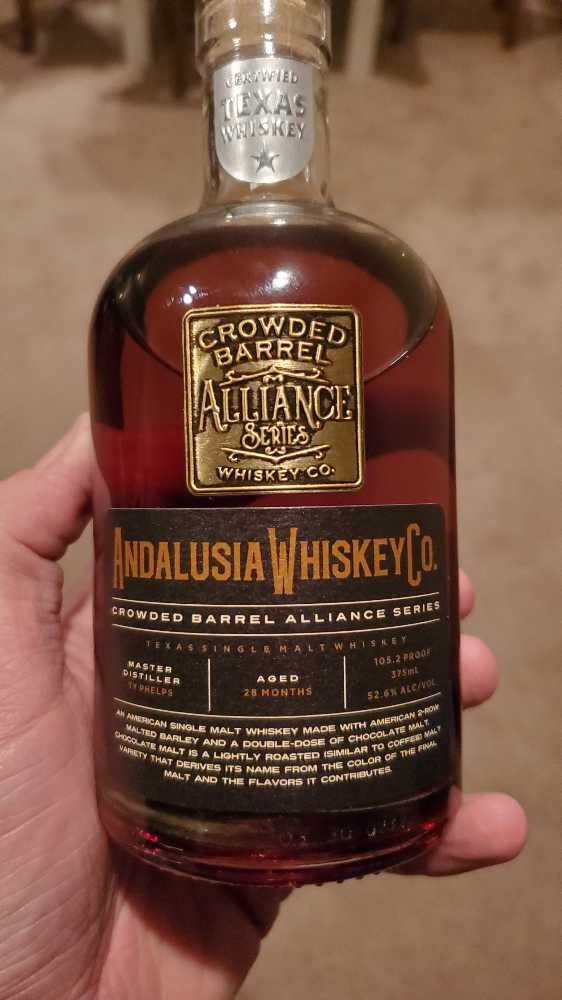 CERTIFIED
TEXAS
WHISKEY
CROWDED
BARREL
ALLIANCE
SERIES
WHISKEY CO.
ANDALUSIA WHISKEY CO.
CROWDED BARREL ALLIANCE SERIES
TEXAS SINGLE MALT WHISKEY
MASTER
DISTILLER
TY PHELPS
AGED
28 MONTHS
105.2 PROOF
375mL
52.6% ALC/VOL
AN AMERICAN SINGLE MALT WHISKEY MADE WITH AMERICAN 2-ROW
MALTED BARLEY AND A DOUBLE-DOSE OF CHOCOLATE MALT.
CHOCOLATE MALT IS A LIGHTLY ROASTED (SIMILAR TO COFFEE) MALT
VARIETY THAT DERIVES ITS NAME FROM THE COLOR OF THE FINAL
MALT AND THE FLAVORS IT CONTRIBUTES.